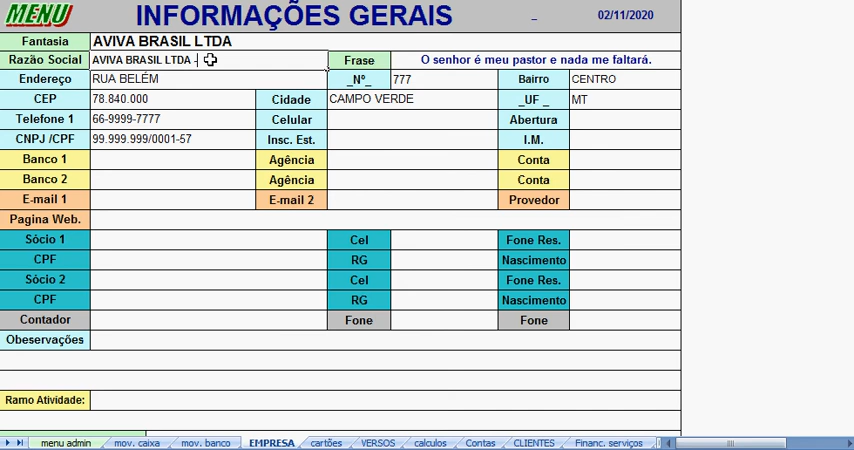 MENU INFORMAÇÕES GERAIS _ 02/11/2020
Fantasia AVIVA BRASIL LTDA
Razão Social AVIVA BRASIL LTDA - Frase O senhor é meu pastor e nada me faltará.
Endereço RUA BELÉM _Nº_ 777 Bairro CENTRO
CEP 78.840.000 Cidade CAMPO VERDE _UF _ MT
Telefone 1 66-9999-7777 Celular Abertura
CNPJ /CPF 99.999.999/0001-57 Insc. Est. I.M.
Banco 1 Agência Conta
Banco 2 Agência Conta
E-mail 1 E-mail 2 Provedor
Pagina Web.
Sócio 1 Cel Fone Res.
CPF RG Nascimento
Sócio 2 Cel Fone Res.
CPF RG Nascimento
Contador Fone Fone
Obeservações
Ramo Atividade:
menu admin mov. caixa mov. banco EMPRESA cartões VERSOS calculos Contas CLIENTES Financ. serviços